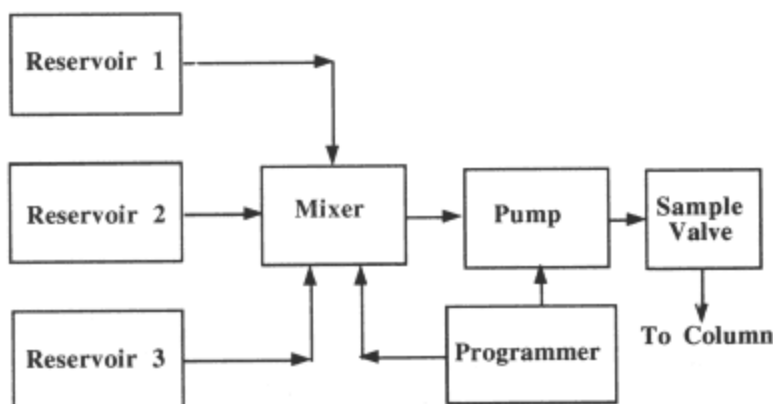 Reservoir 1
Reservoir 2
Mixer
Pump
Sample
Valve
Reservoir 3
Programmer
To Column